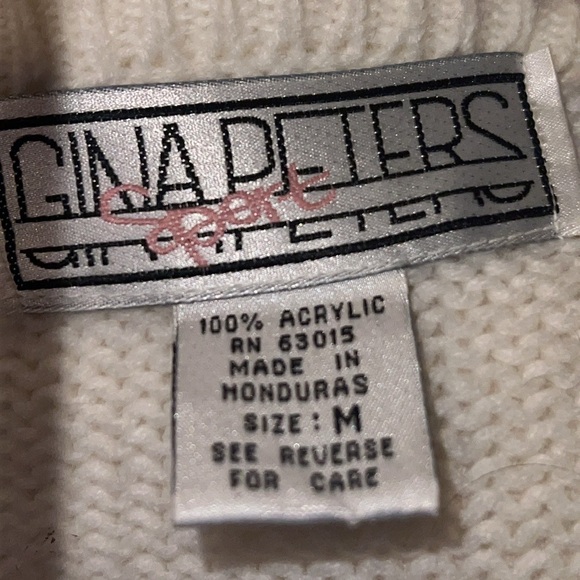 GINA PETERS
Sport
100% ACRYLIC
RN 63015
MADE IN
HONDURAS
SIZE: M
SEE REVERSE
FOR CARE